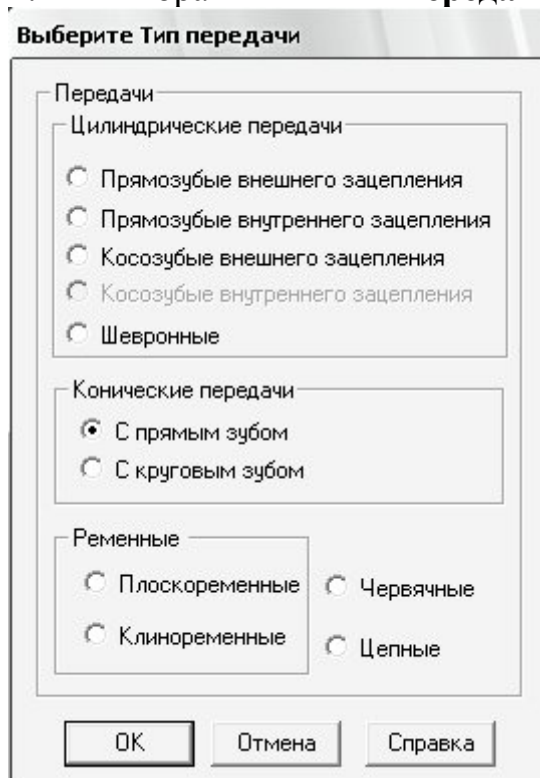 Выберите Тип передачи
Передачи
Цилиндрические передачи
Прямозубые внешнего зацепления
Прямозубые внутреннего зацепления
Косозубые внешнего зацепления
Косозубые внутреннего зацепления
Шевронные
Конические передачи
С прямым зубом
С круговым зубом
Ременные
Плоскоременные
Червячные
Клиноременные
Цепные
OK
Отмена
Справка